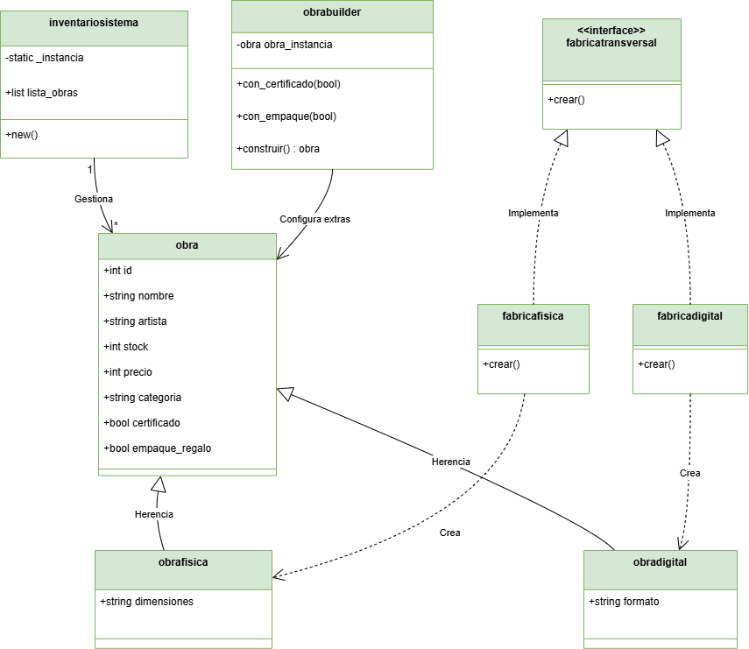 inventariosistema
-static _instancia
+list lista_obras
+new()
obrabuilder
-obra obra_instancia
+con_certificado(bool)
+con_empaque(bool)
+construir() : obra
<<interface>>
fabricatransversal
+crear()
1
Gestiona
*
Configura extras
Implementa
Implementa
obra
+int id
+string nombre
+string artista
+int stock
+int precio
+string categoria
+bool certificado
+bool empaque_regalo
fabricafisica
+crear()
fabricadigital
+crear()
Herencia
Crea
Herencia
Crea
obrafisica
+string dimensiones
obradigital
+string formato